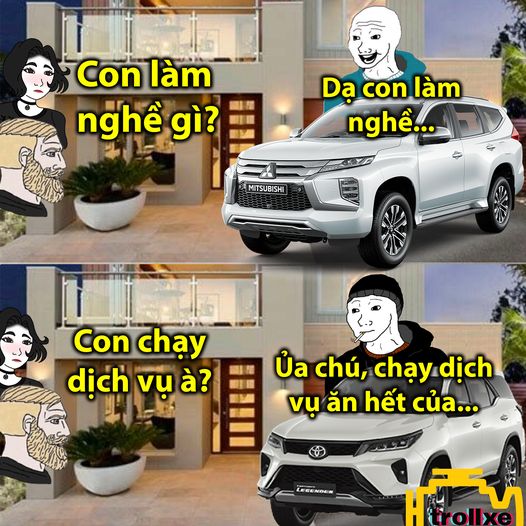 Con làm
nghề gì?
Dạ con làm
nghề...
MITSUBISHI
Con chạy
dịch vụ à?
Ủa chú, chạy dịch
vụ ăn hết của...
LEGENDER
trollxe